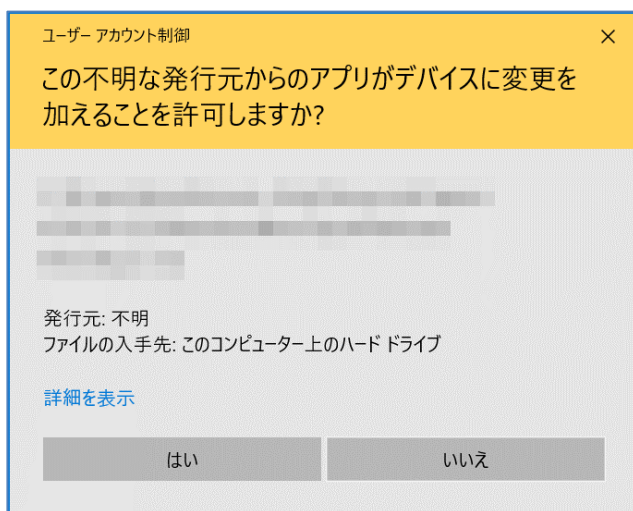 ユーザー アカウント制御
この不明な発行元からのアプリがデバイスに変更を
加えることを許可しますか?
発行元: 不明
ファイルの入手先: このコンピューター上のハード ドライブ
詳細を表示
はい
いいえ